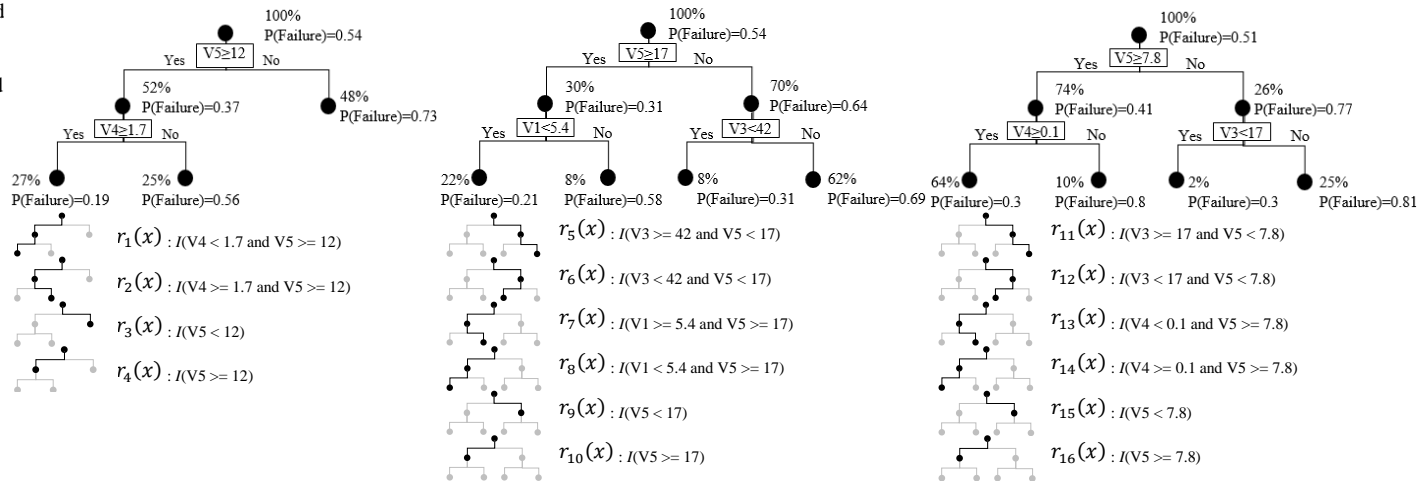 d
d
100%
P(Failure)=0.54
V5≥12
Yes No
52%
P(Failure)=0.37
48%
P(Failure)=0.73
V4≥1.7
Yes No
27%
P(Failure)=0.19
25%
P(Failure)=0.56
r₁(x) : I(V4 < 1.7 and V5 >= 12)
r₂(x) : I(V4 >= 1.7 and V5 >= 12)
r₃(x) : I(V5 < 12)
r₄(x) : I(V5 >= 12)
100%
P(Failure)=0.54
V5≥17
Yes No
30%
P(Failure)=0.31
70%
P(Failure)=0.64
V1<5.4
Yes No
V3<42
Yes No
22%
P(Failure)=0.21
8%
P(Failure)=0.58
8%
P(Failure)=0.31
62%
P(Failure)=0.69
r₅(x) : I(V3 >= 42 and V5 < 17)
r₆(x) : I(V3 < 42 and V5 < 17)
r₇(x) : I(V1 >= 5.4 and V5 >= 17)
r₈(x) : I(V1 < 5.4 and V5 >= 17)
r₉(x) : I(V5 < 17)
r₁₀(x) : I(V5 >= 17)
100%
P(Failure)=0.51
V5≥7.8
Yes No
74%
P(Failure)=0.41
26%
P(Failure)=0.77
V4≥0.1
Yes No
V3<17
Yes No
64%
P(Failure)=0.3
10%
P(Failure)=0.8
2%
P(Failure)=0.3
25%
P(Failure)=0.81
r₁₁(x) : I(V3 >= 17 and V5 < 7.8)
r₁₂(x) : I(V3 < 17 and V5 < 7.8)
r₁₃(x) : I(V4 < 0.1 and V5 >= 7.8)
r₁₄(x) : I(V4 >= 0.1 and V5 >= 7.8)
r₁₅(x) : I(V5 < 7.8)
r₁₆(x) : I(V5 >= 7.8)